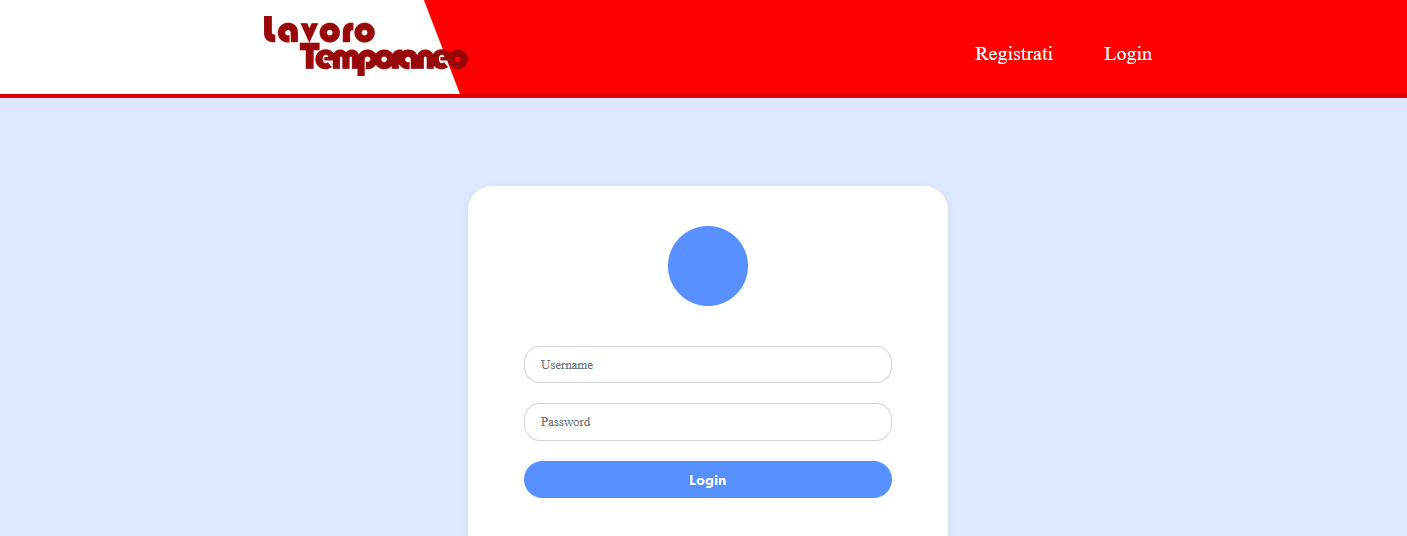 Lavoro
Temporaneo
Registrati
Login
Username
Password
Login